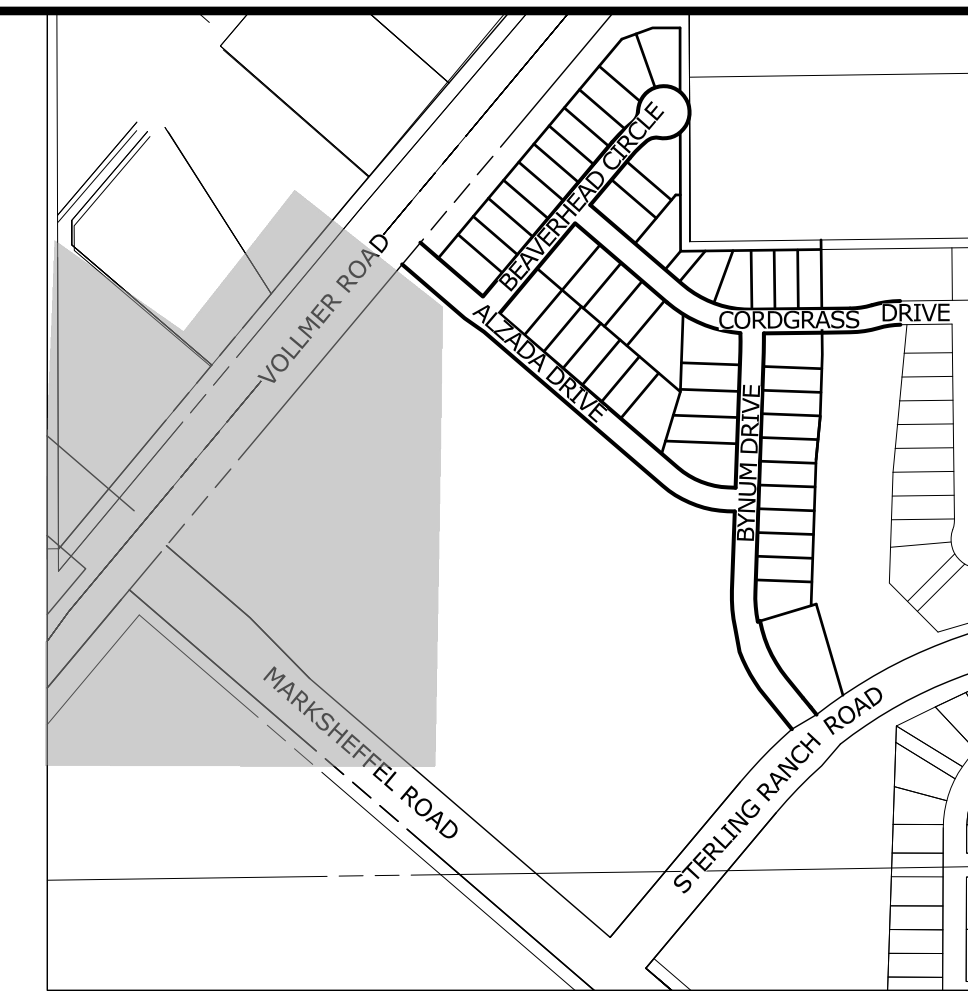 BEAVERHEAD CIRCLE
VOLLMER ROAD
CORDGRASS DRIVE
ALZADA DRIVE
BYNUM DRIVE
MARKSHEFFEL ROAD
STERLING RANCH ROAD